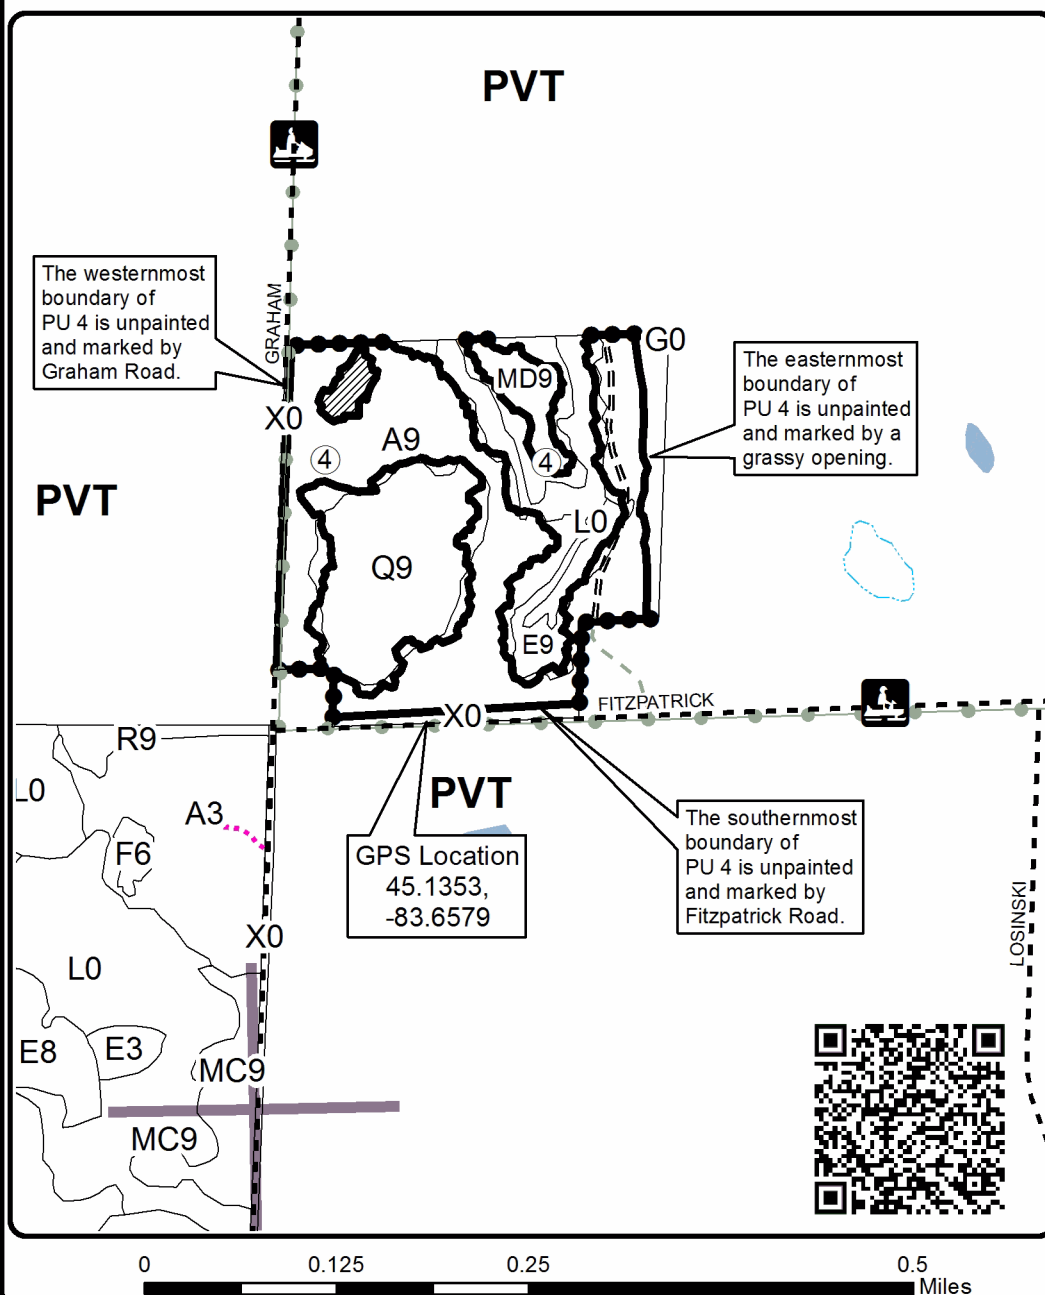 PVT
The westernmost
boundary of
PU 4 is unpainted
and marked by
Graham Road.
GRAHAM
G0
The easternmost
boundary of
PU 4 is unpainted
and marked by a
grassy opening.
MD9
X0
A9
4
4
PVT
L0
Q9
E9
FITZPATRICK
X0
R9
L0
PVT
A3
The southernmost
boundary of
PU 4 is unpainted
and marked by
Fitzpatrick Road.
F6
GPS Location
45.1353,
-83.6579
LOSINSKI
X0
L0
E8
E3
MC9
MC9
0 0.125 0.25 0.5
Miles